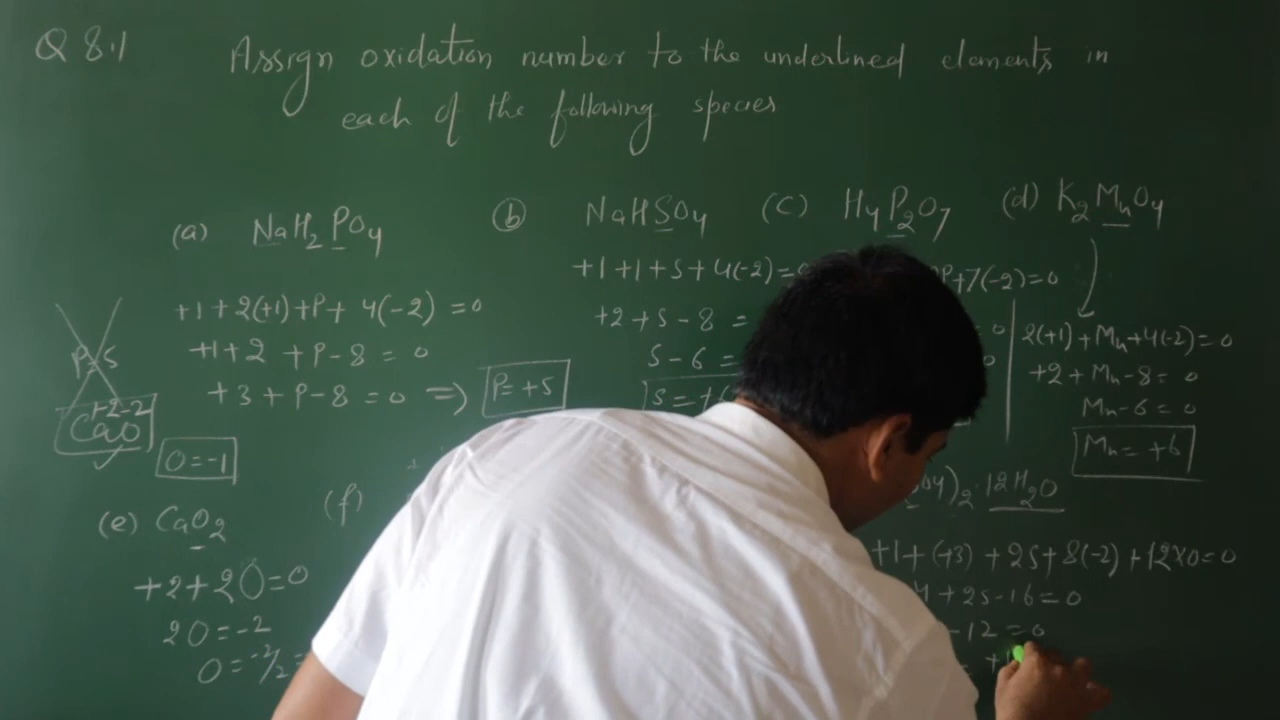 Q 8.1 Assign oxidation number to the underlined elements in
each of the following species
(a) NaH2PO4
+1+2(+1)+P+4(-2)=0
+1+2+P-8=0
+3+P-8=0 => P=+5
(b) NaHSO4
+1+1+S+4(-2)=0
+2+S-8=
S-6=
S=+6
(c) H4P2O7
P+7(-2)=0
0
0
(d) K2MnO4
2(+1)+Mn+4(-2)=0
+2+Mn-8=0
Mn-6=0
Mn=+6
P=5
+2-2
CaO
O=-1
(e) CaO2
+2+2O=0
2O=-2
O=-2/2=
(f)
O4)2·12H2O
+1+(+3)+2S+8(-2)+12×0=0
4+2S-16=0
-12=0